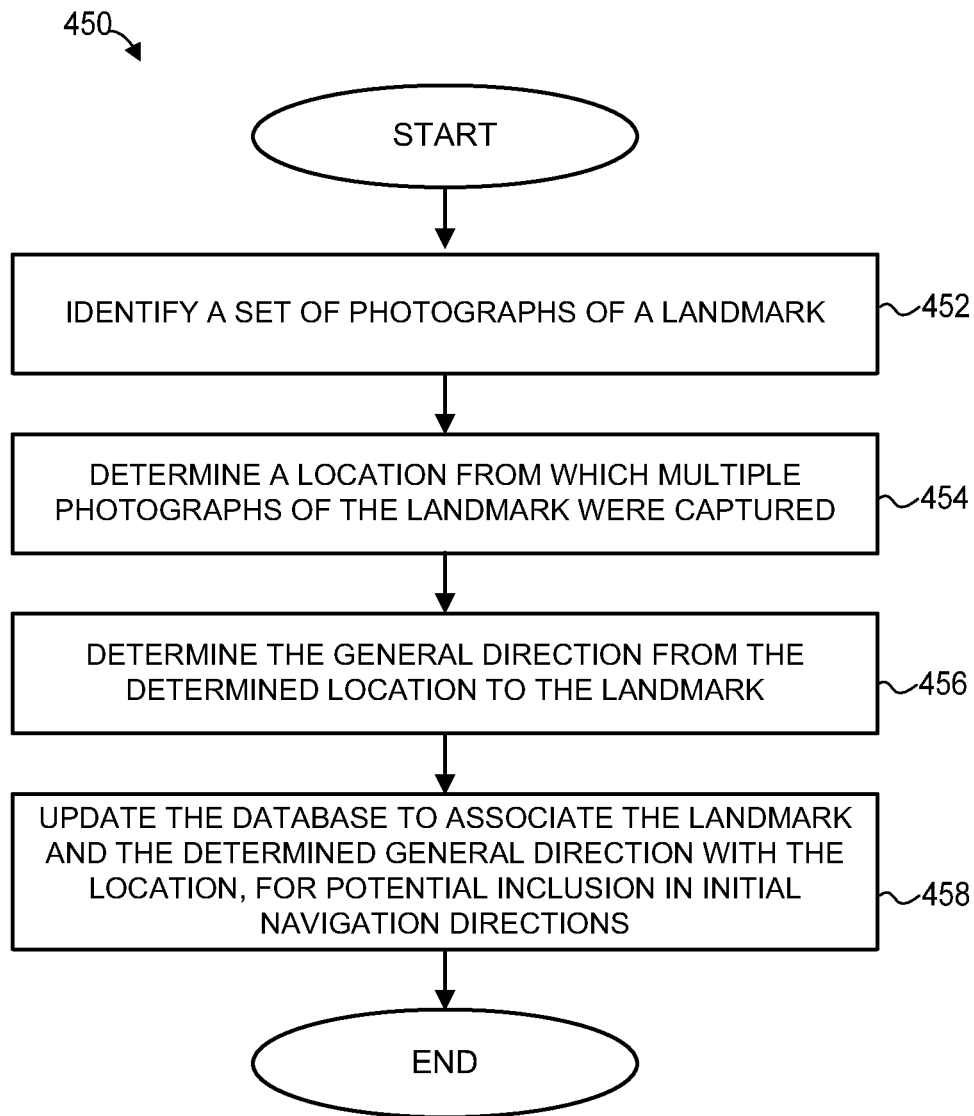 450
START
IDENTIFY A SET OF PHOTOGRAPHS OF A LANDMARK
452
DETERMINE A LOCATION FROM WHICH MULTIPLE
PHOTOGRAPHS OF THE LANDMARK WERE CAPTURED
454
DETERMINE THE GENERAL DIRECTION FROM THE
DETERMINED LOCATION TO THE LANDMARK
456
UPDATE THE DATABASE TO ASSOCIATE THE LANDMARK
AND THE DETERMINED GENERAL DIRECTION WITH THE
LOCATION, FOR POTENTIAL INCLUSION IN INITIAL
NAVIGATION DIRECTIONS
458
END